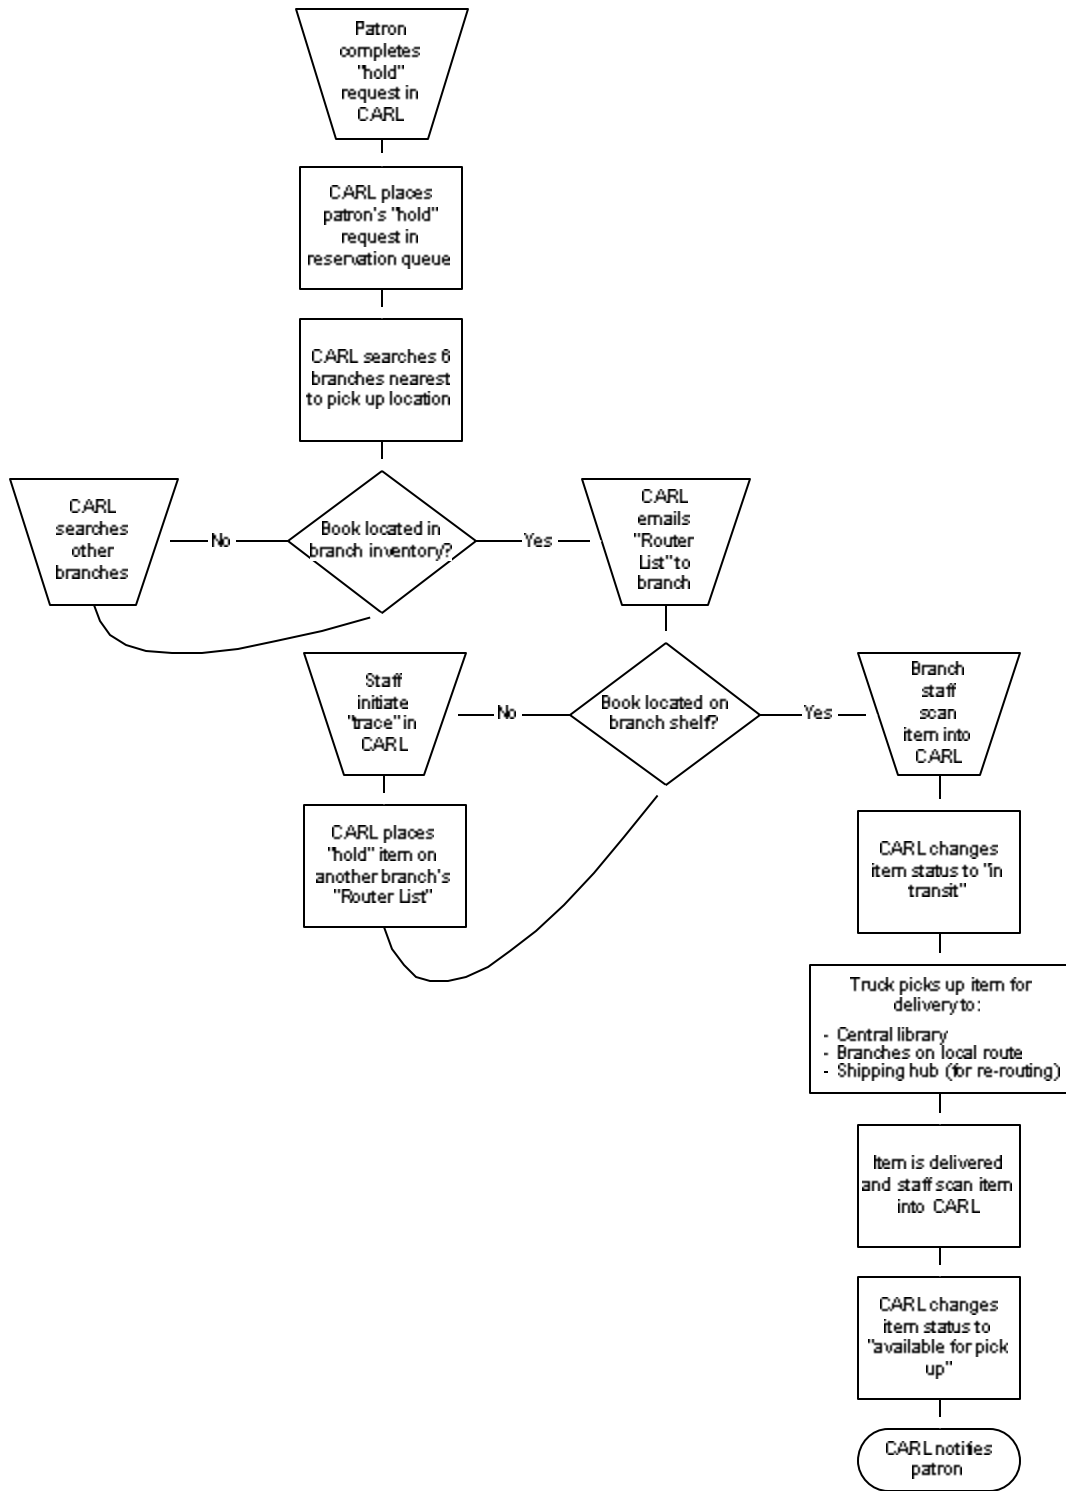 Patron
completes
"hold"
request in
CARL
CARL places
patron's "hold"
request in
reservation queue
CARL searches 6
branches nearest
to pick up location
CARL
searches
other
branches
No
Book located in
branch inventory?
Yes
CARL
emails
"Router
List" to
branch
Staff
initiate
"trace" in
CARL
No
Book located on
branch shelf?
Yes
Branch
staff
scan
item into
CARL
CARL places
"hold" item on
another branch's
"Router List"
CARL changes
item status to "in
transit"
Truck picks up item for
delivery to:
- Central library
- Branches on local route
- Shipping hub (for re-routing)
Item is delivered
and staff scan item
into CARL
CARL changes
item status to
"available for pick
up"
CARL notifies
patron